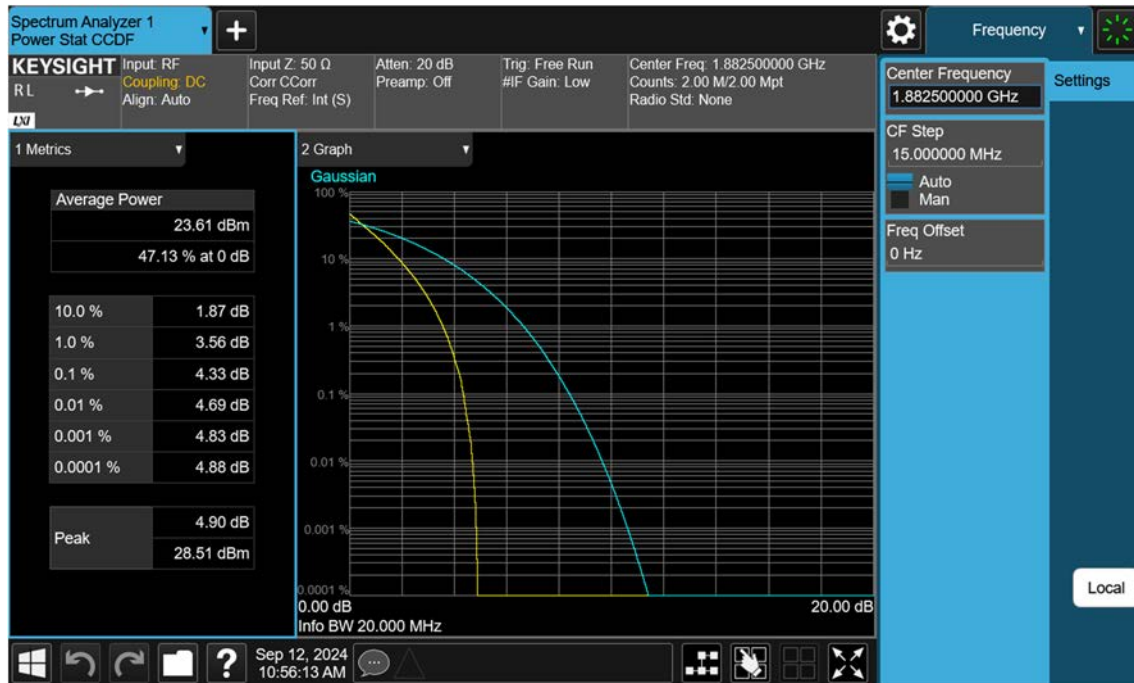 Spectrum Analyzer 1
Power Stat CCDF
Frequency
KEYSIGHT
R L
LXI
Input: RF
Coupling: DC
Align: Auto
Input Z: 50 Ω
Corr CCorr
Freq Ref: Int (S)
Atten: 20 dB
Preamp: Off
Trig: Free Run
#IF Gain: Low
Center Freq: 1.882500000 GHz
Counts: 2.00 M/2.00 Mpt
Radio Std: None
Center Frequency
1.882500000 GHz
Settings
CF Step
15.000000 MHz
Auto
Man
Freq Offset
0 Hz
Local
1 Metrics
Average Power
23.61 dBm
47.13 % at 0 dB
10.0 % 1.87 dB
1.0 % 3.56 dB
0.1 % 4.33 dB
0.01 % 4.69 dB
0.001 % 4.83 dB
0.0001 % 4.88 dB
Peak
4.90 dB
28.51 dBm
2 Graph
Gaussian
100 %
10 %
1 %
0.1 %
0.01 %
0.001 %
0.0001 %
0.00 dB 20.00 dB
Info BW 20.000 MHz
?
Sep 12, 2024
10:56:13 AM